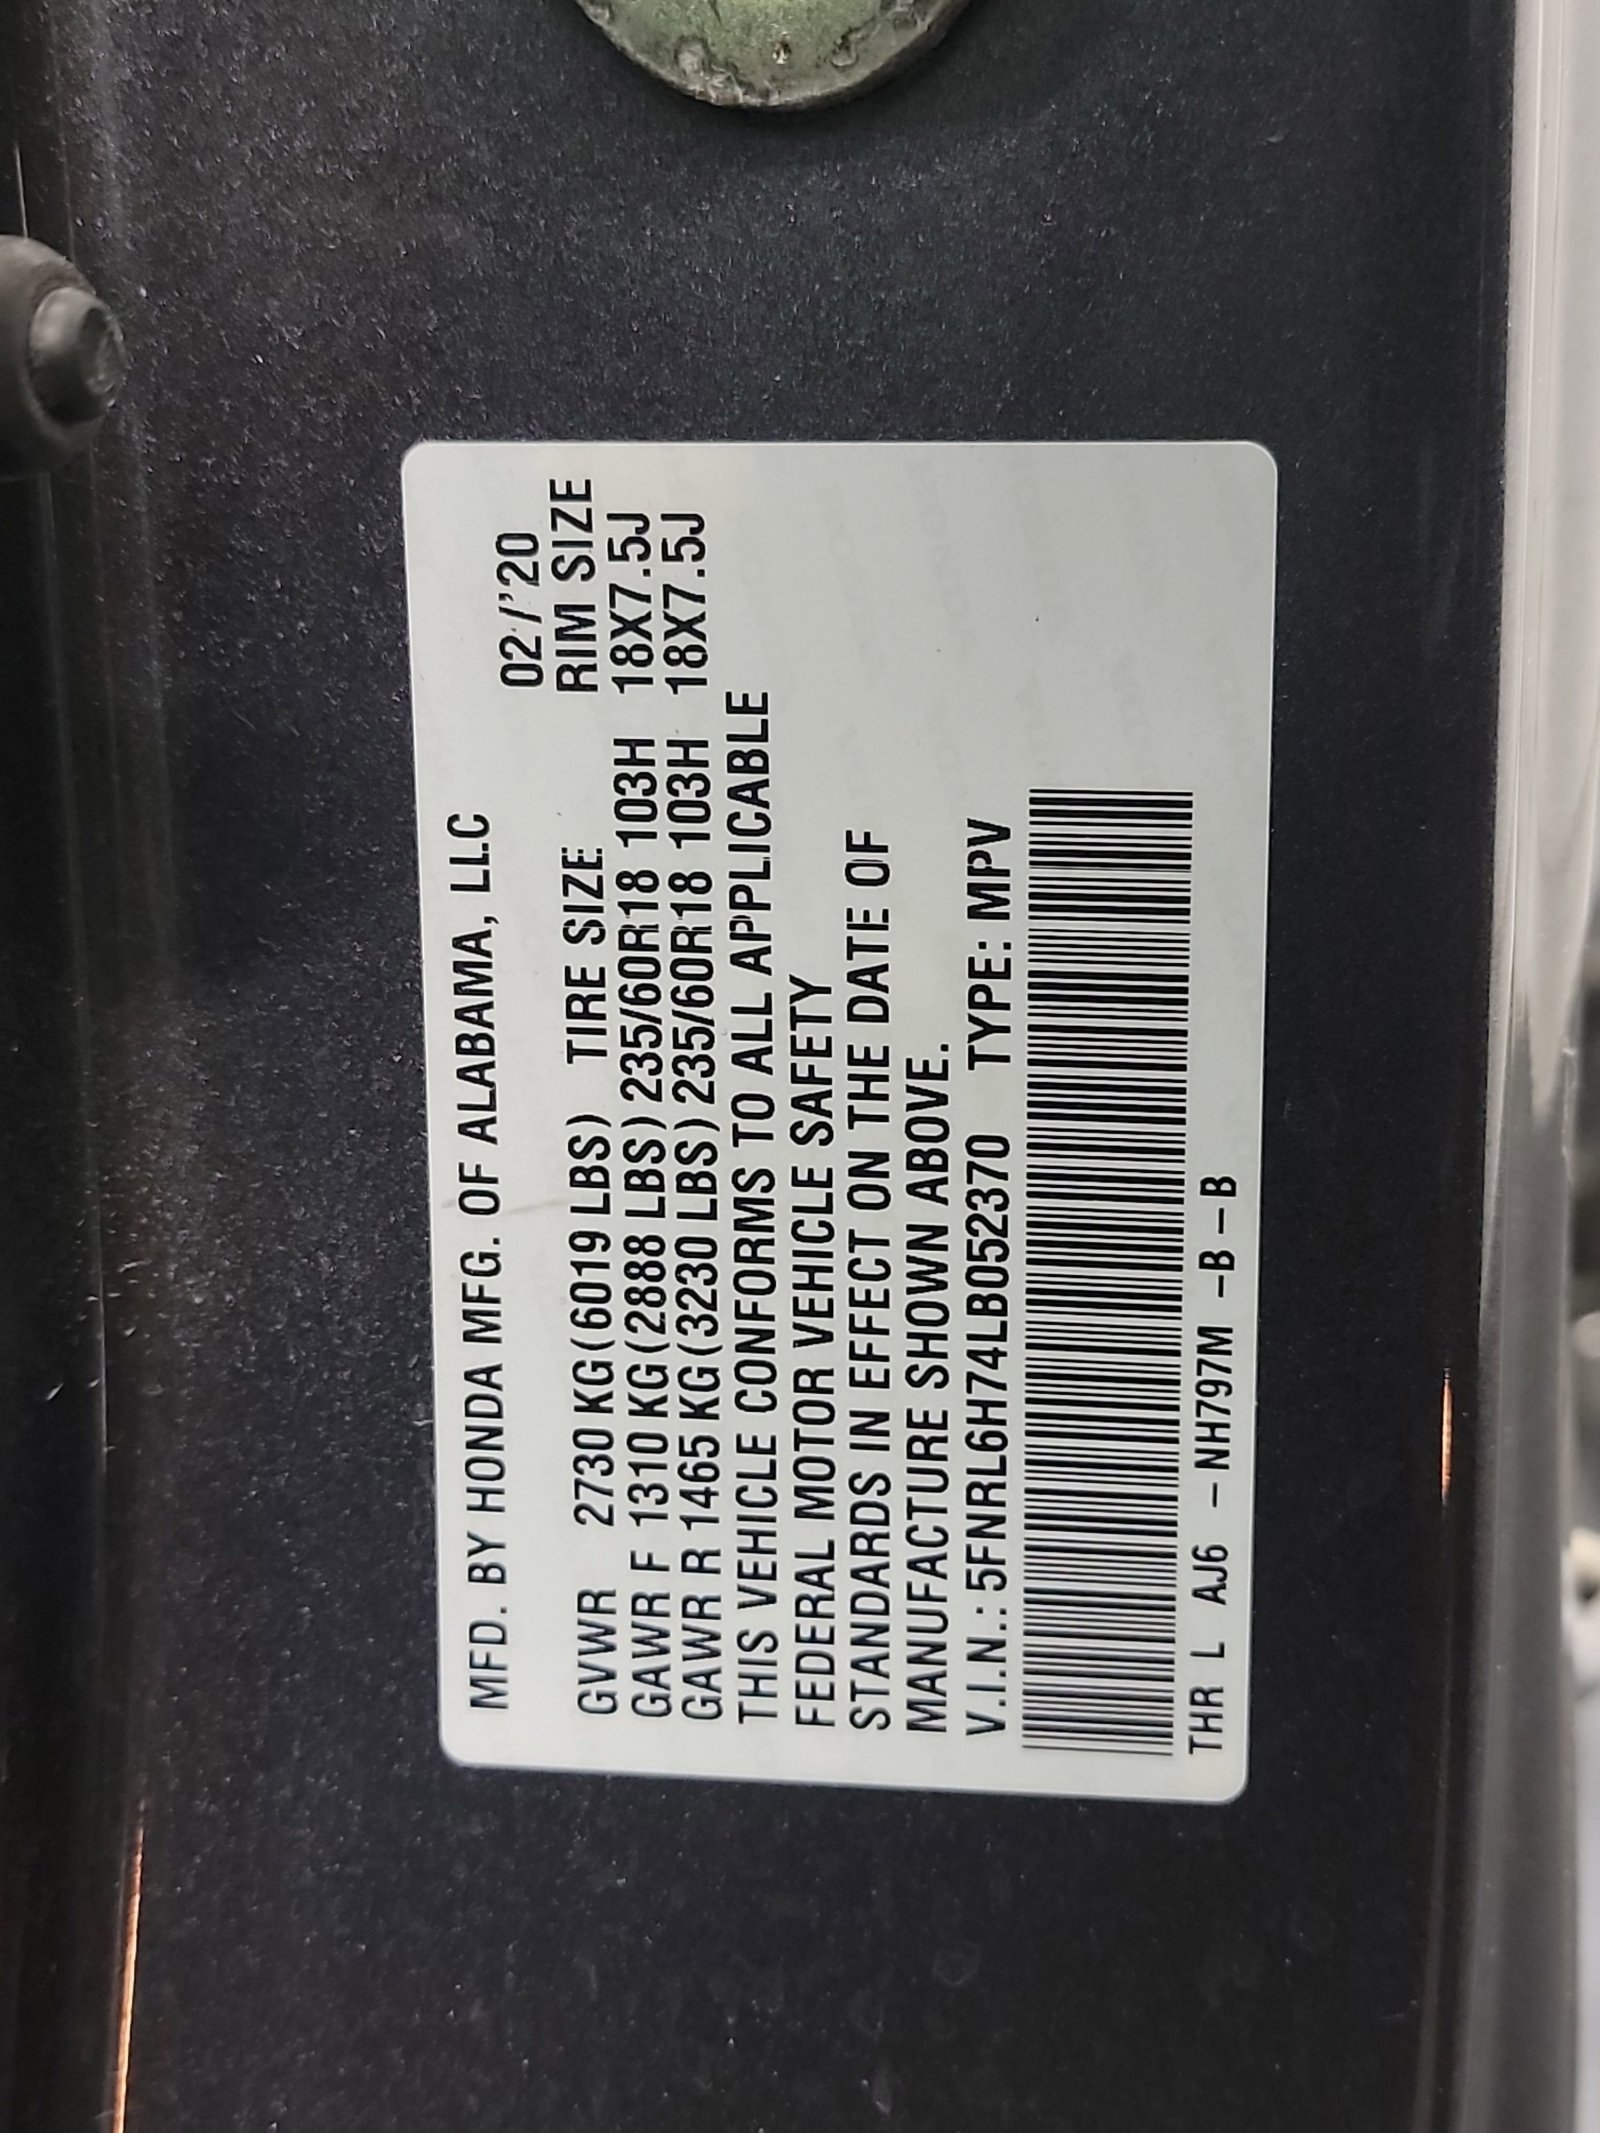 MFD. BY HONDA MFG. OF ALABAMA, LLC
02/'20
GVWR 2730 KG(6019 LBS) TIRE SIZE RIM SIZE
GAWR F 1310 KG(2888 LBS) 235/60R18 103H 18X7.5J
GAWR R 1465 KG(3230 LBS) 235/60R18 103H 18X7.5J
THIS VEHICLE CONFORMS TO ALL APPLICABLE
FEDERAL MOTOR VEHICLE SAFETY
STANDARDS IN EFFECT ON THE DATE OF
MANUFACTURE SHOWN ABOVE.
V.I.N.: 5FNRL6H74LB052370 TYPE: MPV
THR L AJ6 -NH797M -B-B